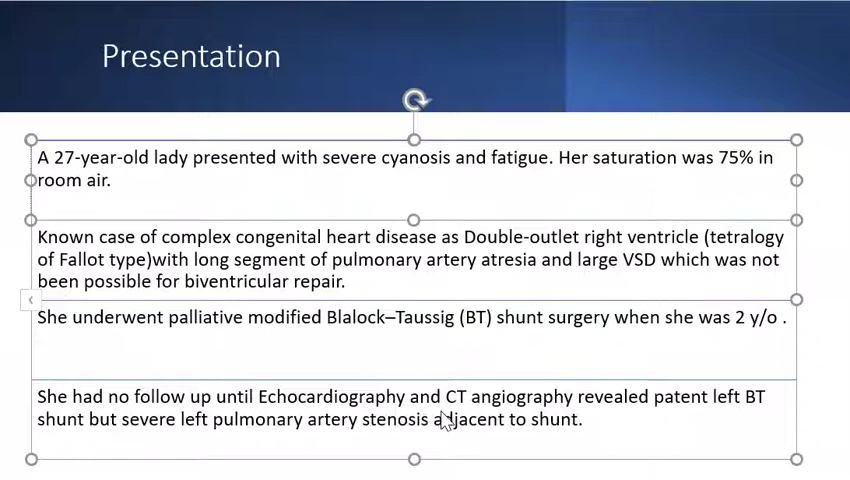 Presentation
A 27-year-old lady presented with severe cyanosis and fatigue. Her saturation was 75% in
room air.
Known case of complex congenital heart disease as Double-outlet right ventricle (tetralogy
of Fallot type)with long segment of pulmonary artery atresia and large VSD which was not
been possible for biventricular repair.
She underwent palliative modified Blalock–Taussig (BT) shunt surgery when she was 2 y/o .
She had no follow up until Echocardiography and CT angiography revealed patent left BT
shunt but severe left pulmonary artery stenosis adjacent to shunt.